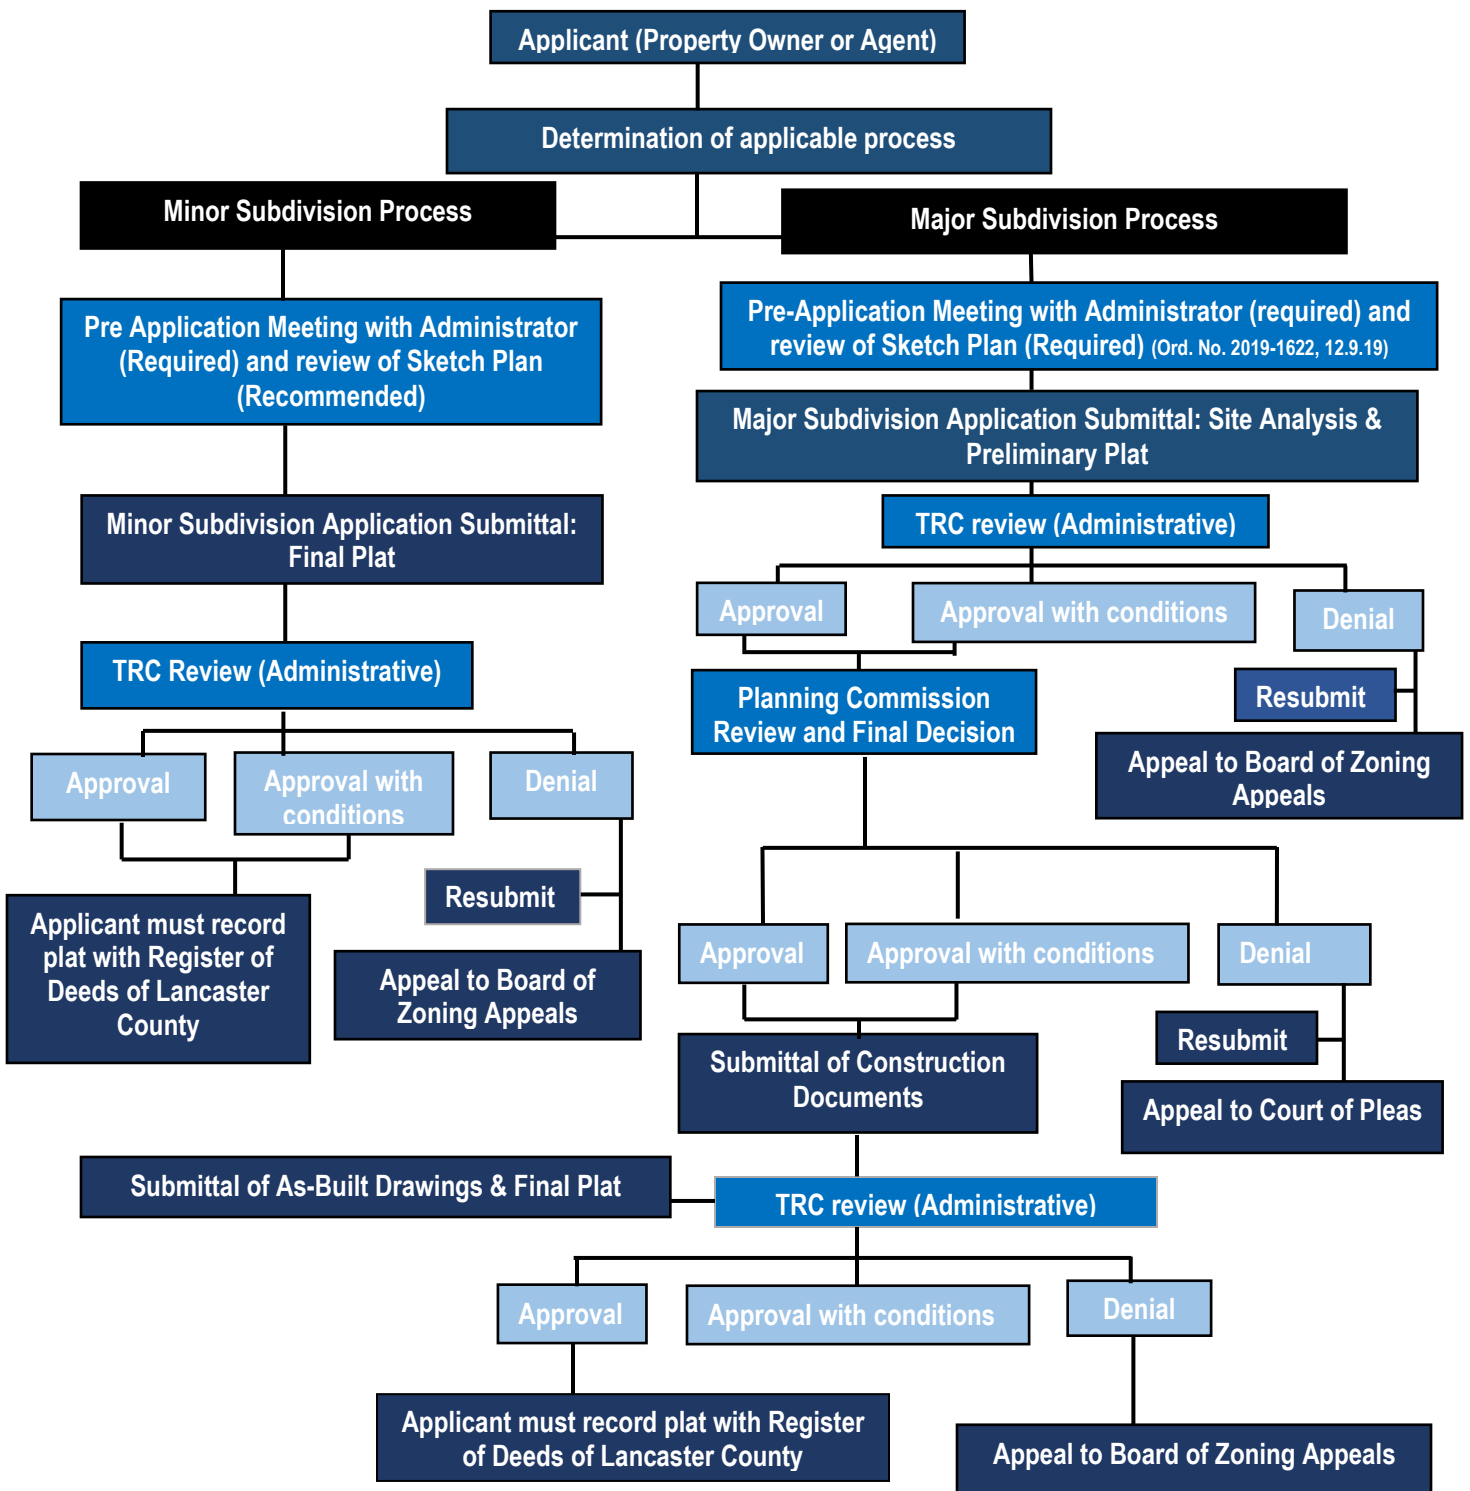 Applicant (Property Owner or Agent)
Determination of applicable process
Minor Subdivision Process
Major Subdivision Process
Pre Application Meeting with Administrator
(Required) and review of Sketch Plan
(Recommended)
Pre-Application Meeting with Administrator (required) and
review of Sketch Plan (Required) (Ord. No. 2019-1622, 12.9.19)
Major Subdivision Application Submittal: Site Analysis &
Preliminary Plat
Minor Subdivision Application Submittal:
Final Plat
TRC review (Administrative)
Approval
Approval with conditions
Denial
TRC Review (Administrative)
Planning Commission
Review and Final Decision
Resubmit
Appeal to Board of Zoning
Appeals
Approval
Approval with
conditions
Denial
Resubmit
Applicant must record
plat with Register of
Deeds of Lancaster
County
Appeal to Board of
Zoning Appeals
Approval
Approval with conditions
Denial
Resubmit
Submittal of Construction
Documents
Appeal to Court of Pleas
Submittal of As-Built Drawings & Final Plat
TRC review (Administrative)
Approval
Approval with conditions
Denial
Applicant must record plat with Register
of Deeds of Lancaster County
Appeal to Board of Zoning Appeals